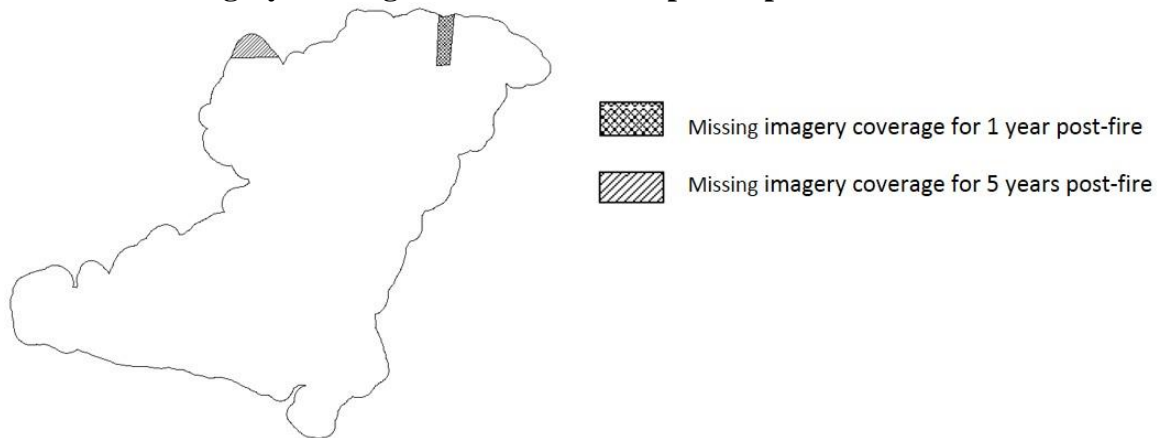 Missing imagery coverage for 1 year post-fire
Missing imagery coverage for 5 years post-fire